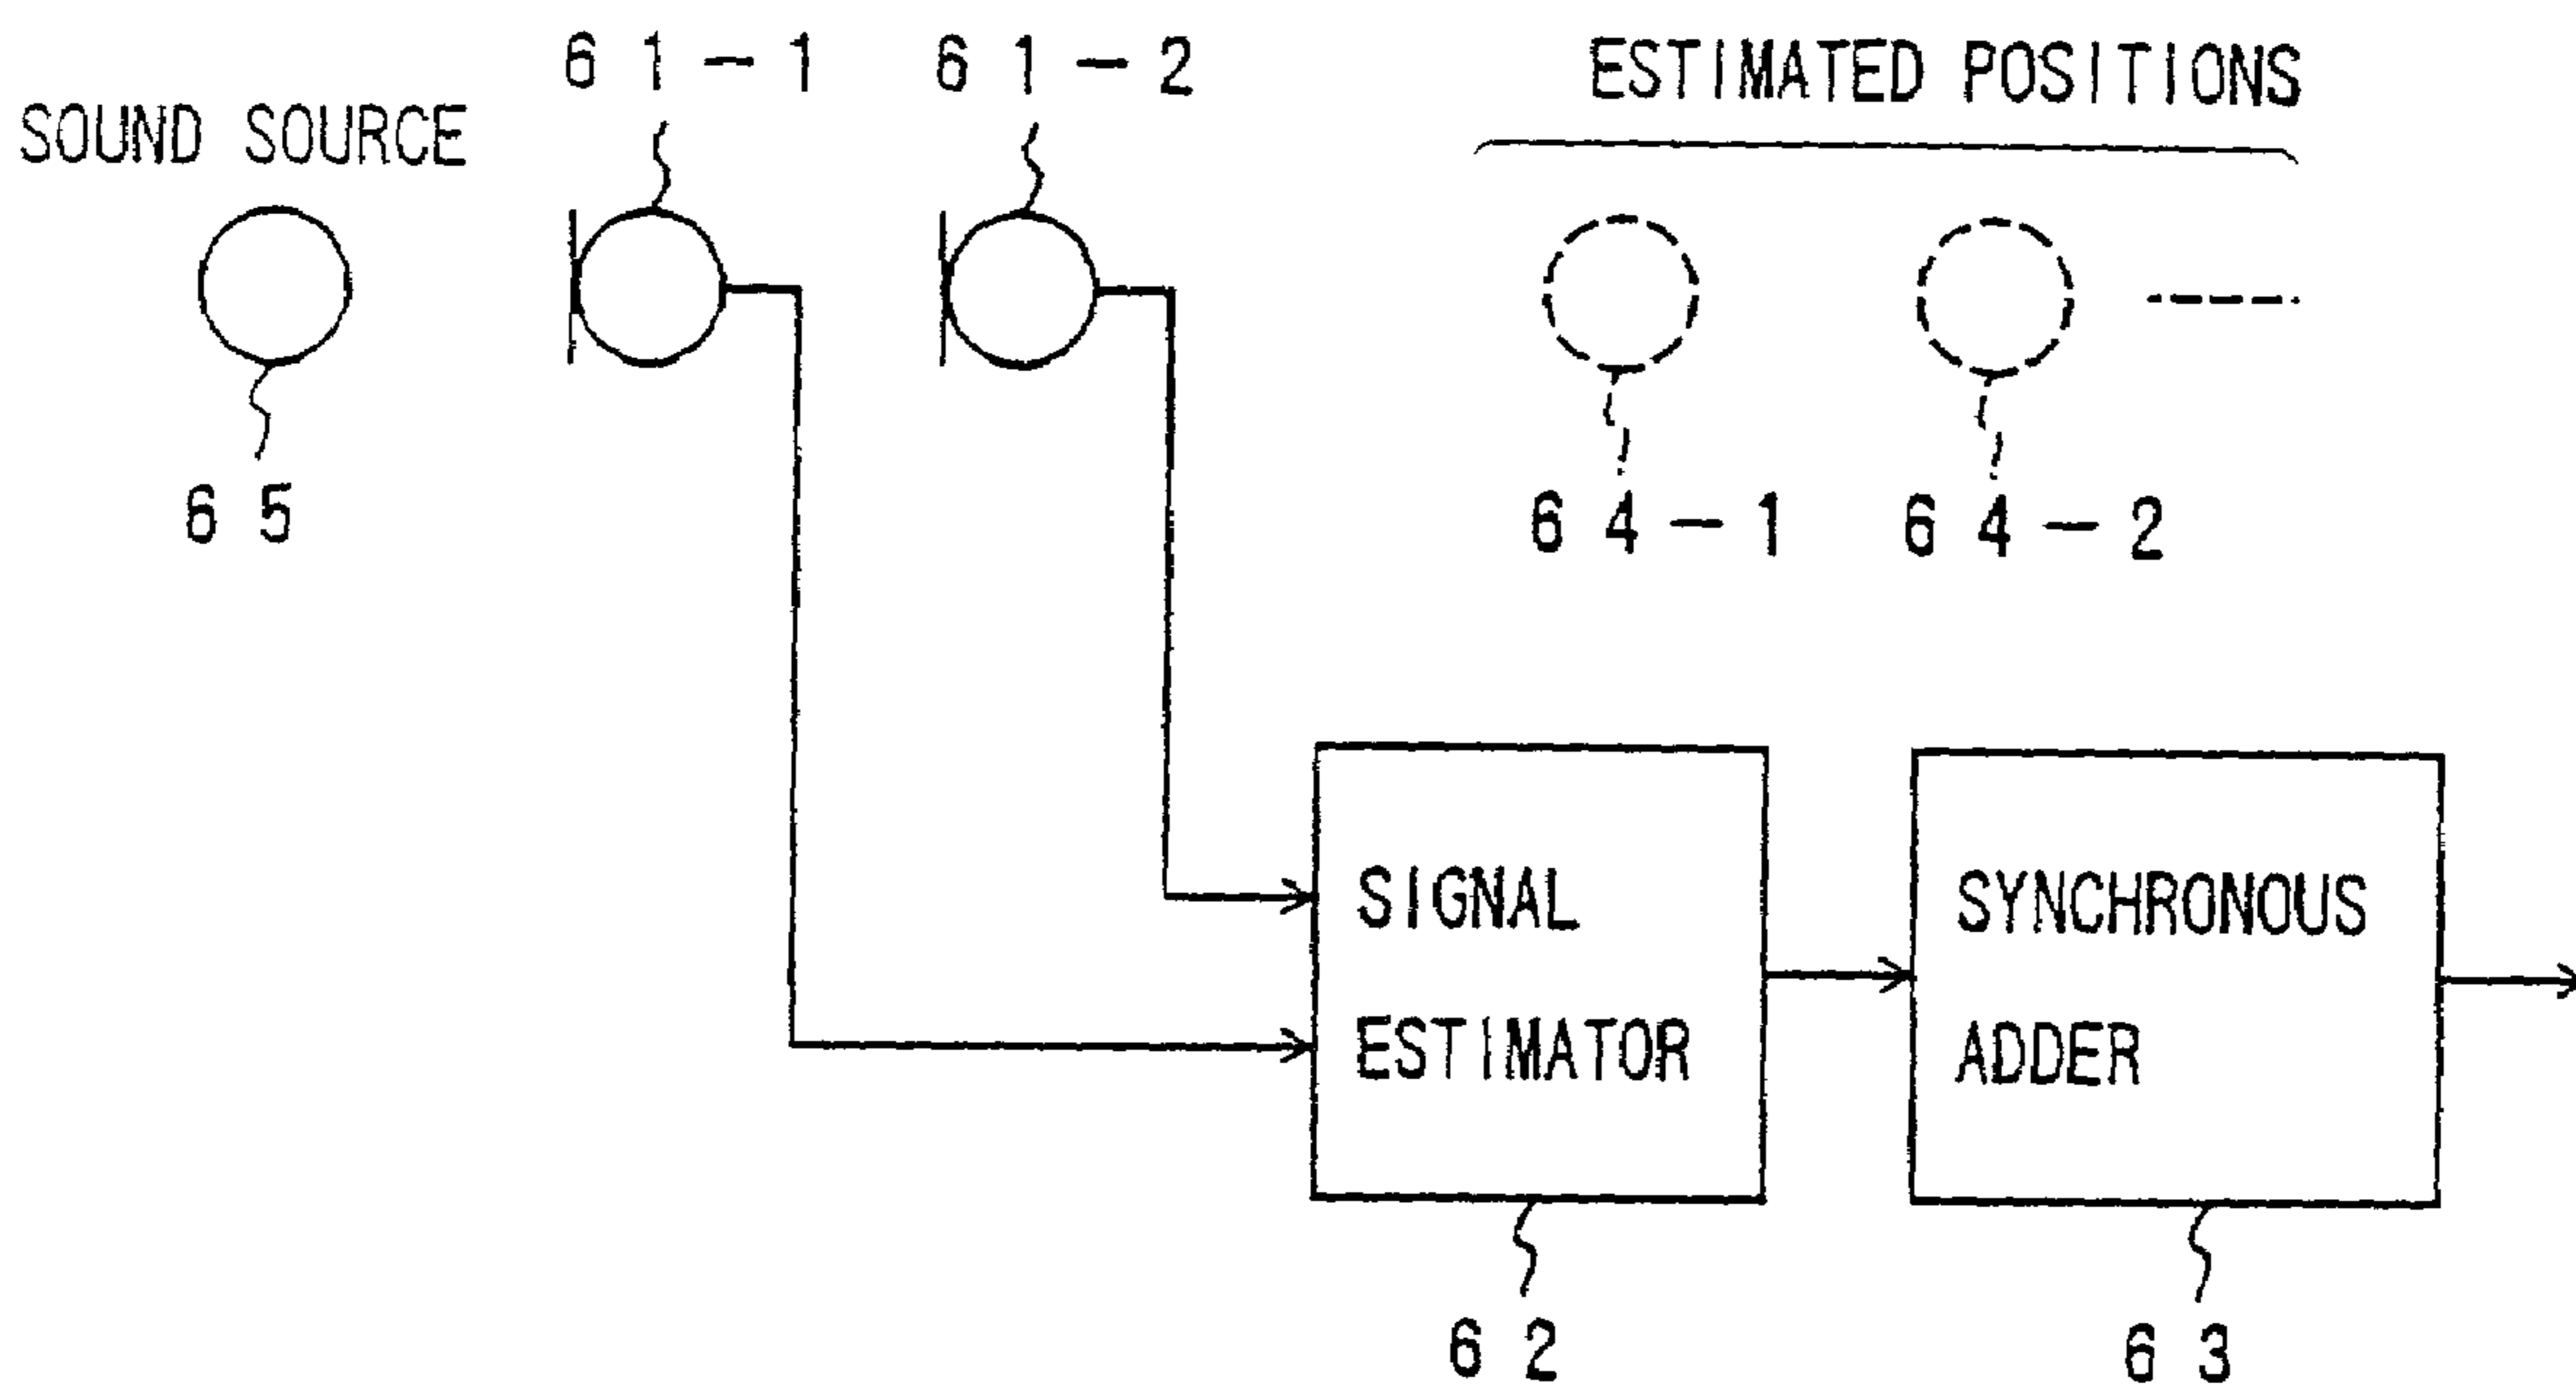 61-1 61-2 ESTIMATED POSITIONS
SOUND SOURCE
65 64-1 64-2
SIGNAL SYNCHRONOUS
ESTIMATOR ADDER
62 63